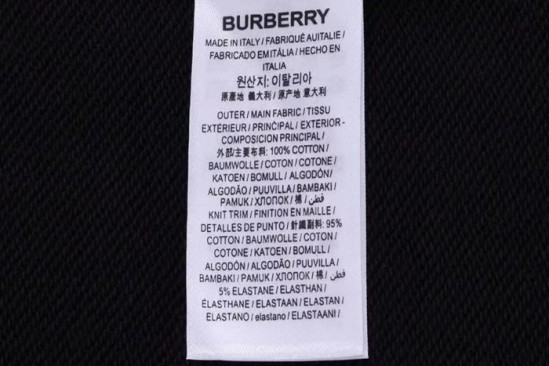 BURBERRY
MADE IN ITALY / FABRIQUÉ AUITALIE /
FABRICADO EM ITÁLIA / HECHO EN
ITALIA
원산지: 이탈리아
原產地 義大利 / 原产地 意大利
OUTER / MAIN FABRIC / TISSU
EXTÉRIEUR / PRINCIPAL / EXTERIOR -
COMPOSICION PRINCIPAL /
外部/主要布料: 100% COTTON /
BAUMWOLLE / COTON / COTONE /
KATOEN / BOMULL / ALGODÓN /
ALGODÃO / PUUVILLA / BAMBAKI /
PAMUK / ХЛОПОК / 棉 / قطن /
KNIT TRIM / FINITION EN MAILLE /
DETALLES DE PUNTO / 針織副料: 95%
COTTON / BAUMWOLLE / COTON /
COTONE / KATOEN / BOMULL /
ALGODÓN / ALGODÃO / PUUVILLA /
BAMBAKI / PAMUK / ХЛОПОК / 棉 / قطن /
5% ELASTANE / ELASTHAN /
ÉLASTHANE / ELASTAAN / ELASTAN /
ELASTANO / elastano / ELASTAANI /